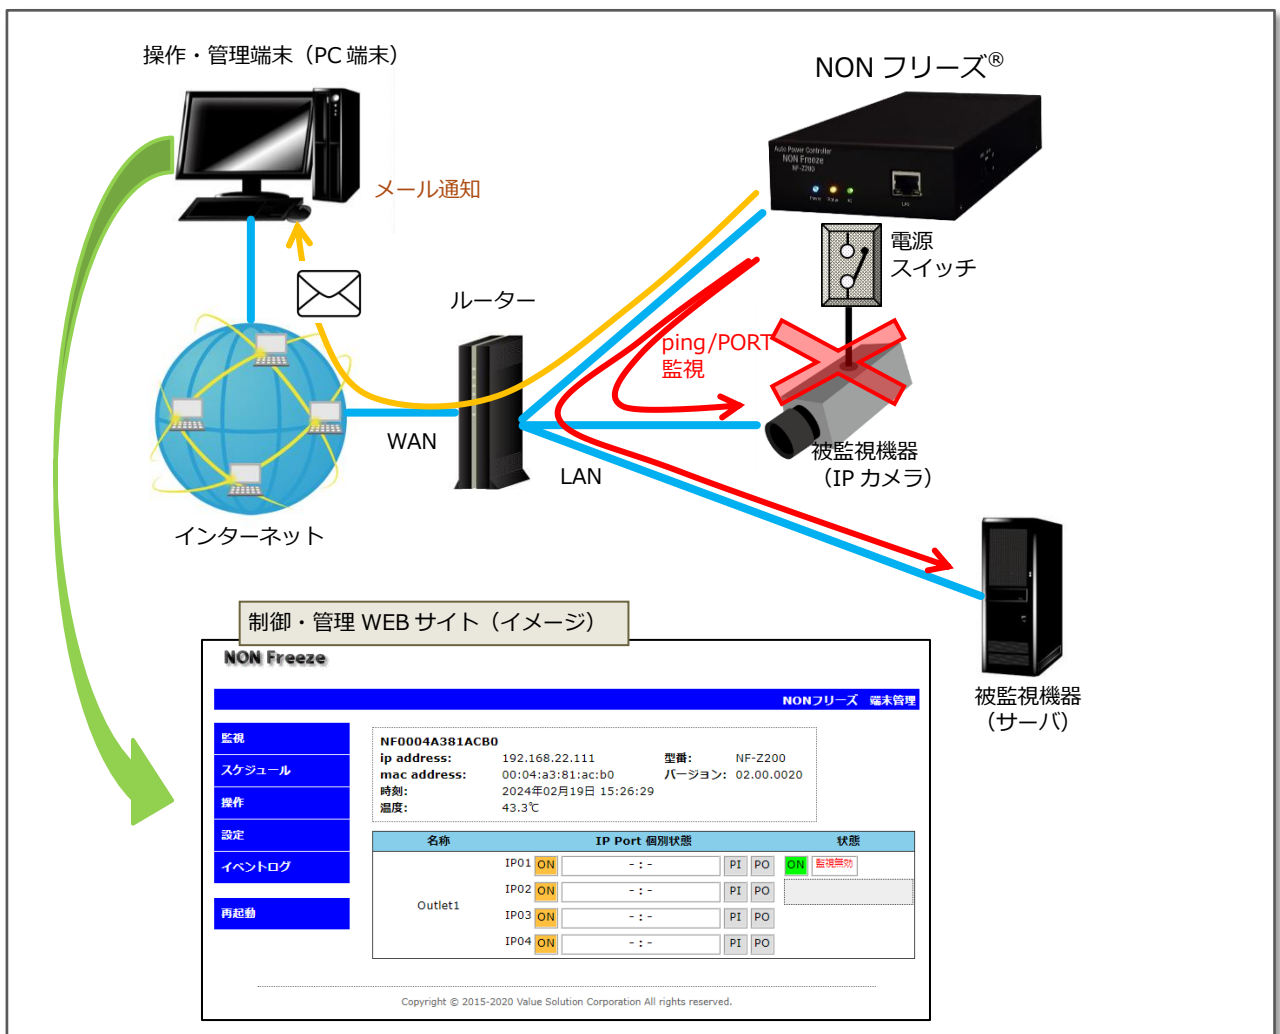 操作・管理端末（PC 端末）
NON フリーズ®
Auto Power Controller
NON Freeze
NF-Z200
メール通知
電源
スイッチ
ルーター
ping/PORT
監視
WAN
LAN
被監視機器
（IP カメラ）
インターネット
被監視機器
（サーバ）
制御・管理 WEB サイト（イメージ）
NON Freeze
NONフリーズ 端末管理
監視
スケジュール
操作
設定
イベントログ
再起動
NF0004A381ACB0
ip address: 192.168.22.111 型番: NF-Z200
mac address: 00:04:a3:81:ac:b0 バージョン: 02.00.0020
時刻: 2024年02月19日 15:26:29
温度: 43.3℃
名称 IP Port 個別状態 状態
IP01 ON -:- PI PO ON 監視無効
IP02 ON -:- PI PO
Outlet1
IP03 ON -:- PI PO
IP04 ON -:- PI PO
Copyright © 2015-2020 Value Solution Corporation All rights reserved.